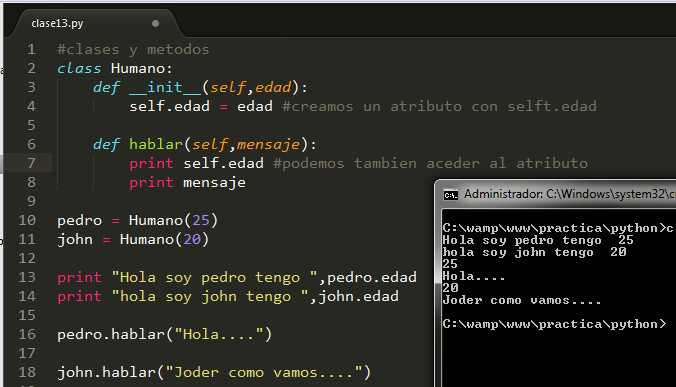 clase13.py
1 #clases y metodos
2 class Humano:
3 def __init__(self,edad):
4 self.edad = edad #creamos un atributo con selft.edad
5
6 def hablar(self,mensaje):
7 print self.edad #podemos tambien aceder al atributo
8 print mensaje
9
10 pedro = Humano(25)
11 john = Humano(20)
12
13 print "Hola soy pedro tengo ",pedro.edad
14 print "hola soy john tengo ",john.edad
15
16 pedro.hablar("Hola....")
17
18 john.hablar("Joder como vamos....")
Administrador: C:\Windows\system32\c
C:\wamp\www\practica\python>c
Hola soy pedro tengo  25
hola soy john tengo  20
25
Hola....
20
Joder como vamos....
C:\wamp\www\practica\python>